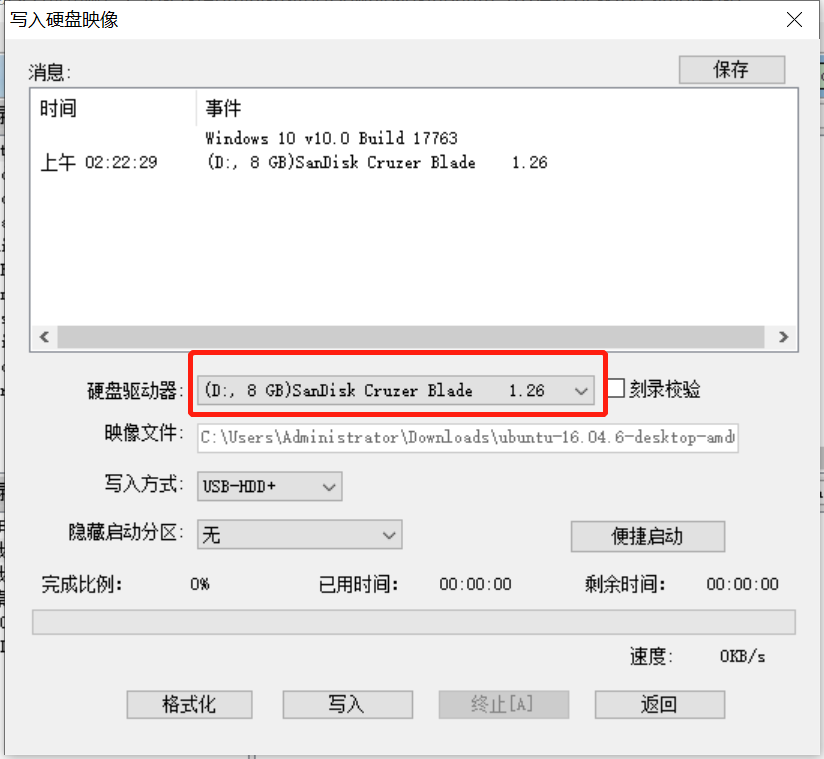 写入硬盘映像
消息:
保存
时间 事件
Windows 10 v10.0 Build 17763
上午 02:22:29 (D:, 8 GB)SanDisk Cruzer Blade 1.26
硬盘驱动器: (D:, 8 GB)SanDisk Cruzer Blade 1.26 刻录校验
映像文件: C:\Users\Administrator\Downloads\ubuntu-16.04.6-desktop-amd
写入方式: USB-HDD+
隐藏启动分区: 无 便捷启动
完成比例: 0% 已用时间: 00:00:00 剩余时间: 00:00:00
速度: 0KB/s
格式化 写入 终止[A] 返回